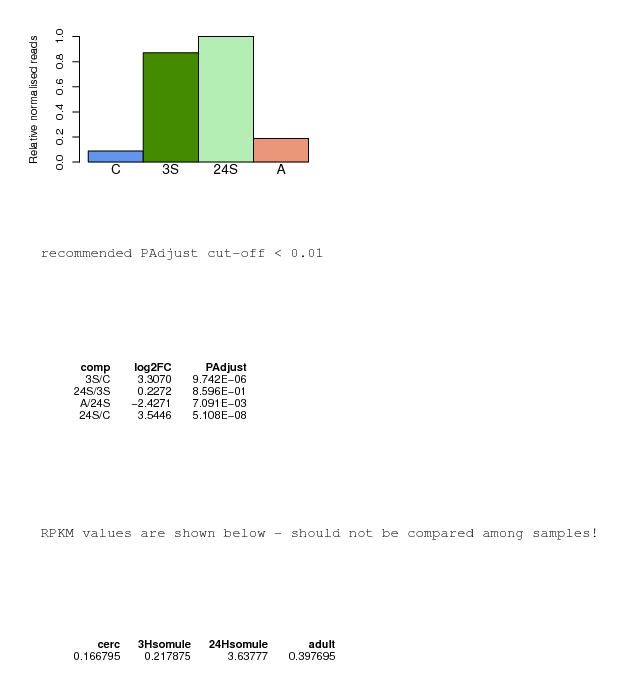 Relative normalised reads
1.0
0.8
0.6
0.4
0.2
0.0
C 3S 24S A
recommended PAdjust cut-off < 0.01
comp log2FC PAdjust
3S/C 3.3070 9.742E-06
24S/3S 0.2272 8.596E-01
A/24S -2.4271 7.091E-03
24S/C 3.5446 5.108E-08
RPKM values are shown below - should not be compared among samples!
cerc 3Hsomule 24Hsomule adult
0.166795 0.217875 3.63777 0.397695